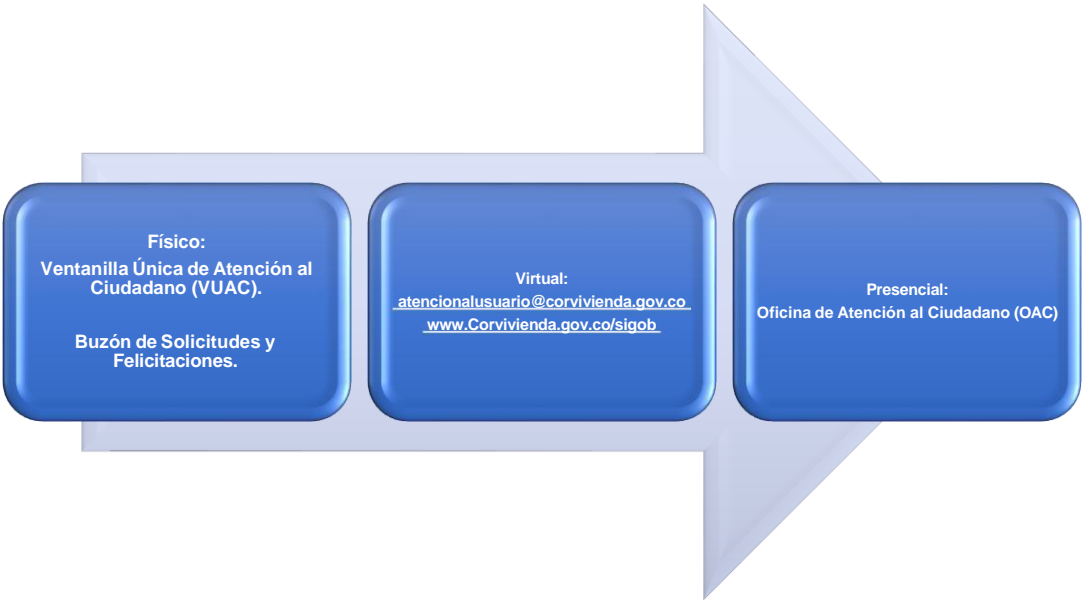 Físico:
Ventanilla Única de Atención al
Ciudadano (VUAC).
Buzón de Solicitudes y
Felicitaciones.
Virtual:
atencionalusuario@corvivienda.gov.co
www.Corvivienda.gov.co/sigob
Presencial:
Oficina de Atención al Ciudadano (OAC)